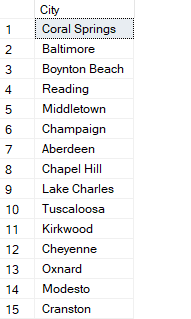 City
1 Coral Springs
2 Baltimore
3 Boynton Beach
4 Reading
5 Middletown
6 Champaign
7 Aberdeen
8 Chapel Hill
9 Lake Charles
10 Tuscaloosa
11 Kirkwood
12 Cheyenne
13 Oxnard
14 Modesto
15 Cranston